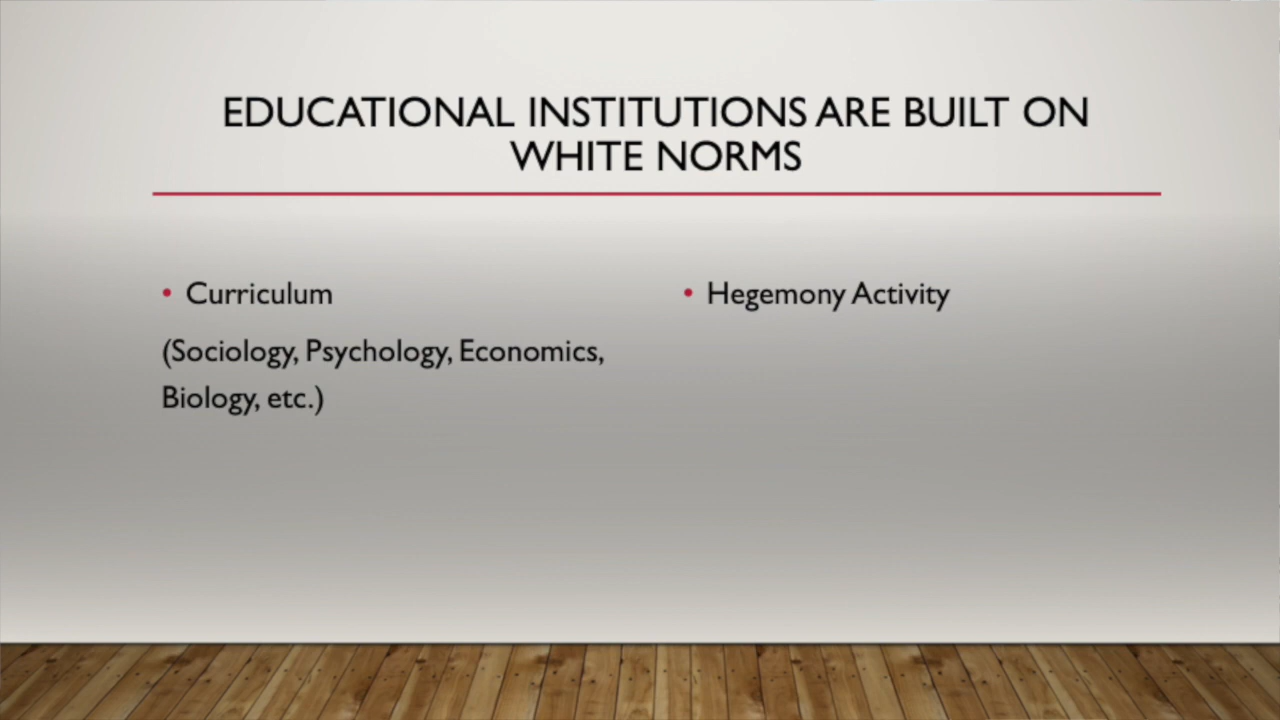 EDUCATIONAL INSTITUTIONS ARE BUILT ON
WHITE NORMS
• Curriculum
(Sociology, Psychology, Economics,
Biology, etc.)
• Hegemony Activity